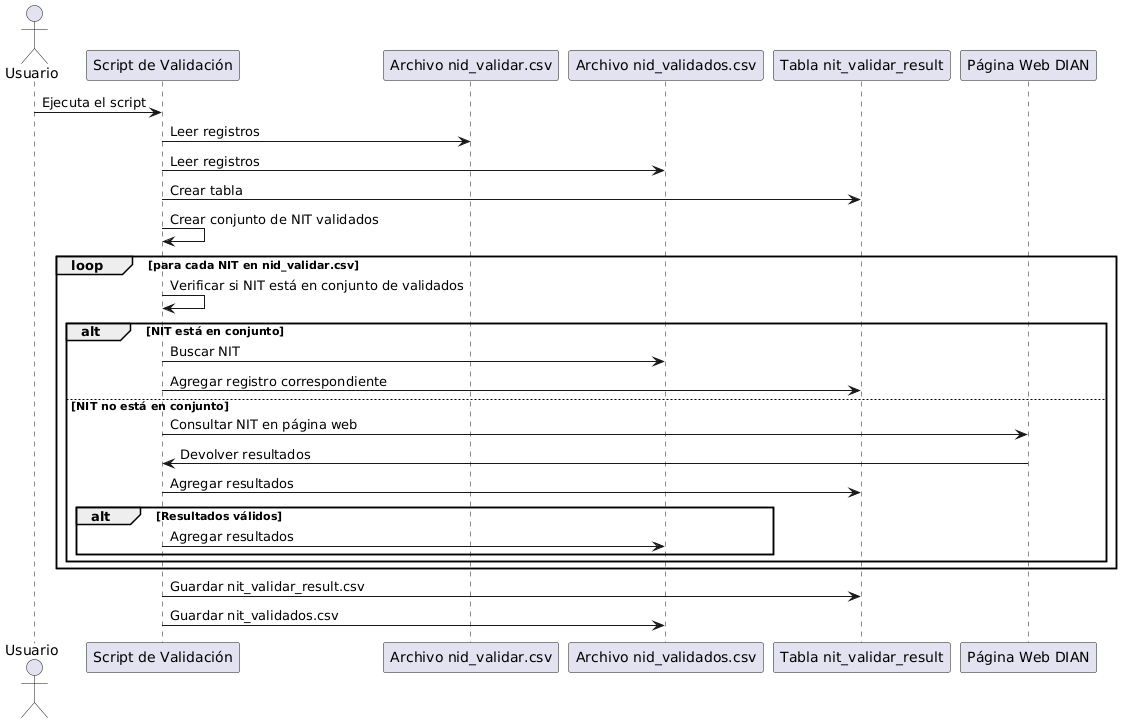 Usuario
Script de Validación
Archivo nid_validar.csv
Archivo nid_validados.csv
Tabla nit_validar_result
Página Web DIAN
Ejecuta el script
Leer registros
Leer registros
Crear tabla
Crear conjunto de NIT validados
loop
[para cada NIT en nid_validar.csv]
Verificar si NIT está en conjunto de validados
alt
[NIT está en conjunto]
Buscar NIT
Agregar registro correspondiente
[NIT no está en conjunto]
Consultar NIT en página web
Devolver resultados
Agregar resultados
alt
[Resultados válidos]
Agregar resultados
Guardar nit_validar_result.csv
Guardar nit_validados.csv
Usuario
Script de Validación
Archivo nid_validar.csv
Archivo nid_validados.csv
Tabla nit_validar_result
Página Web DIAN